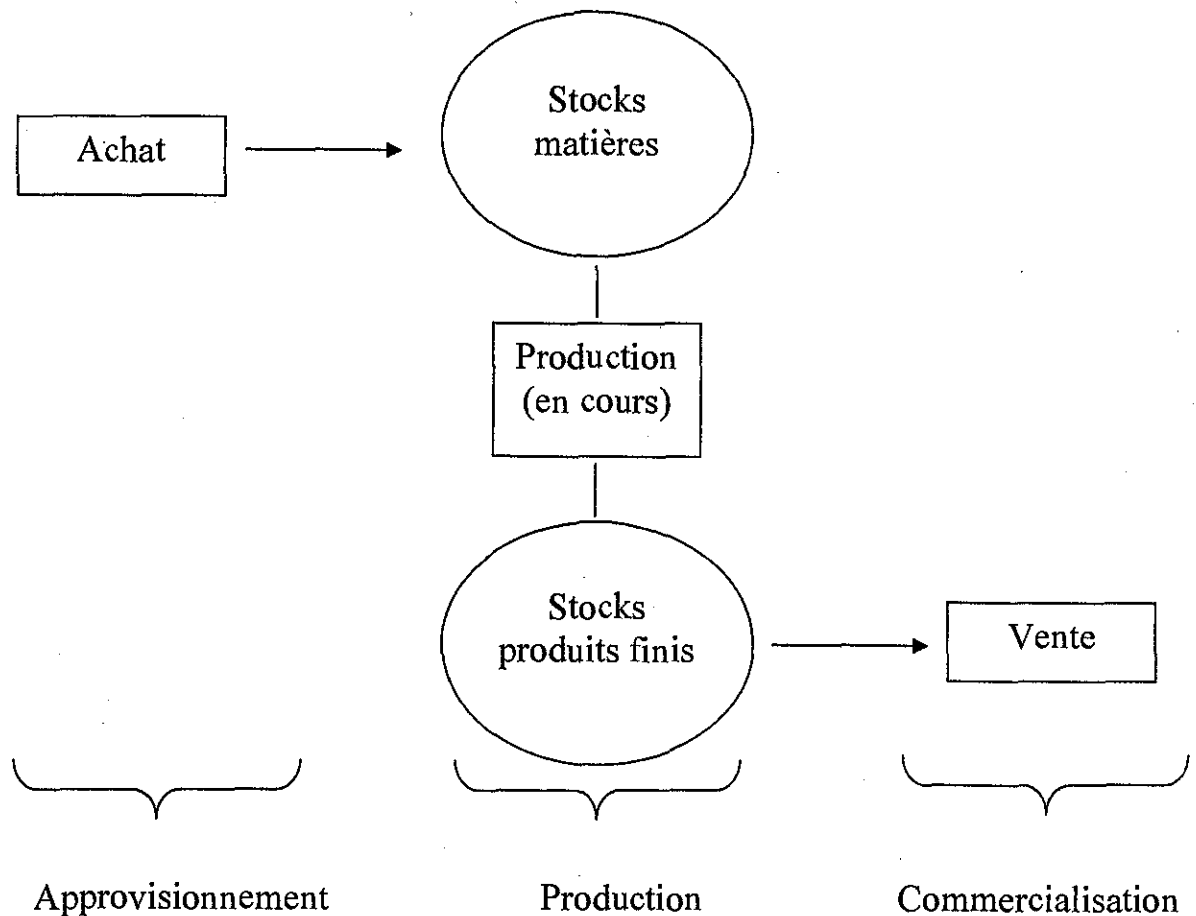 Stocks
matières
Achat
Production
(en cours)
Stocks
produits finis
Vente
Approvisionnement
Production
Commercialisation